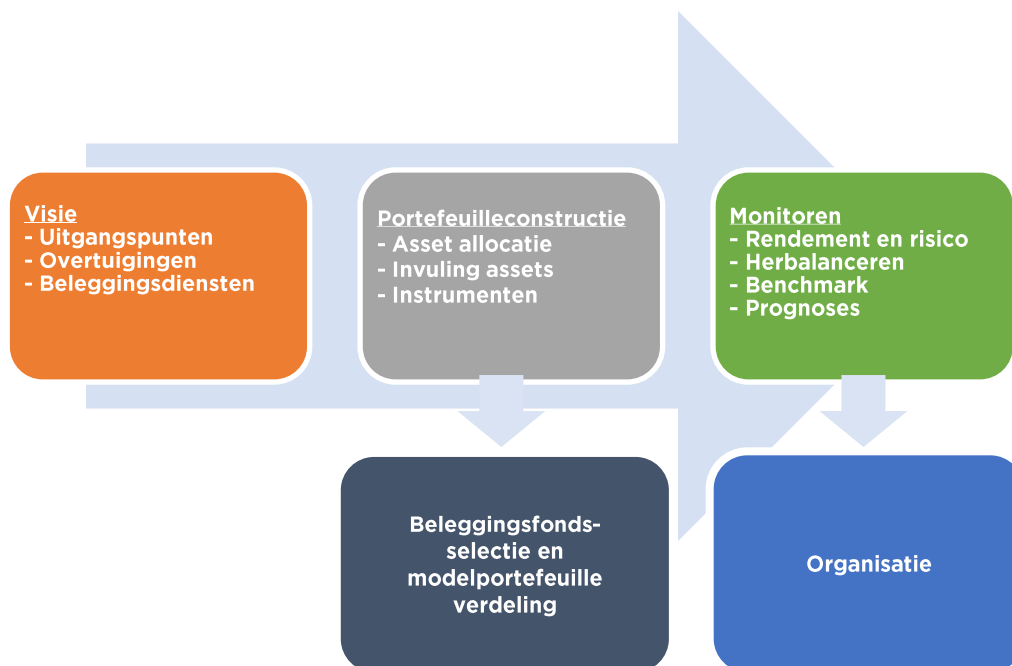 Visie
- Uitgangspunten
- Overtuigingen
- Beleggingsdiensten
Portefeuilleconstructie
- Asset allocatie
- Invuling assets
- Instrumenten
Monitoren
- Rendement en risico
- Herbalanceren
- Benchmark
- Prognoses
Beleggingsfonds-
selectie en
modelportefeuille
verdeling
Organisatie